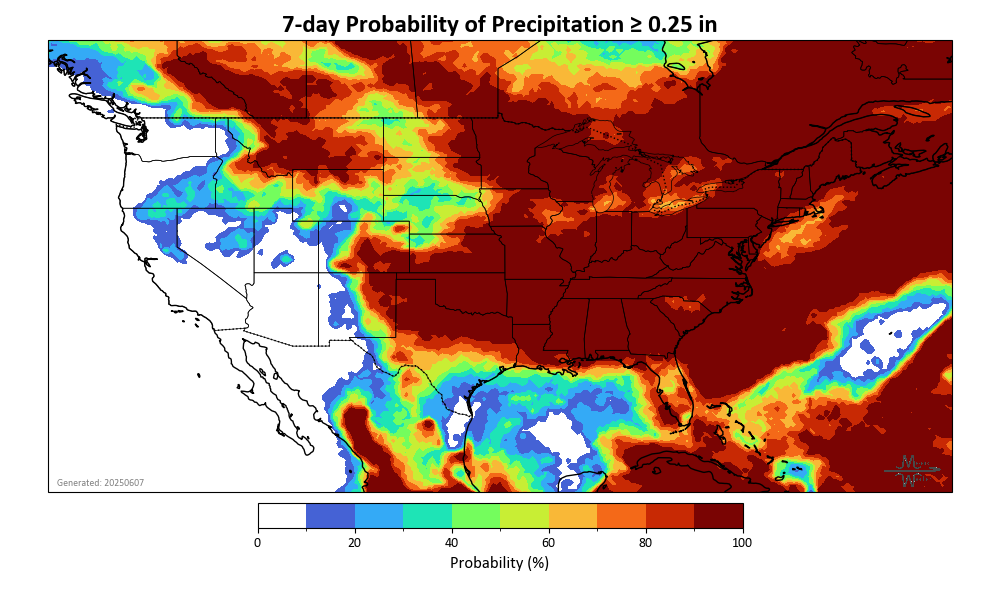 7-day Probability of Precipitation ≥ 0.25 in
Generated: 20250607
0 20 40 60 80 100
Probability (%)